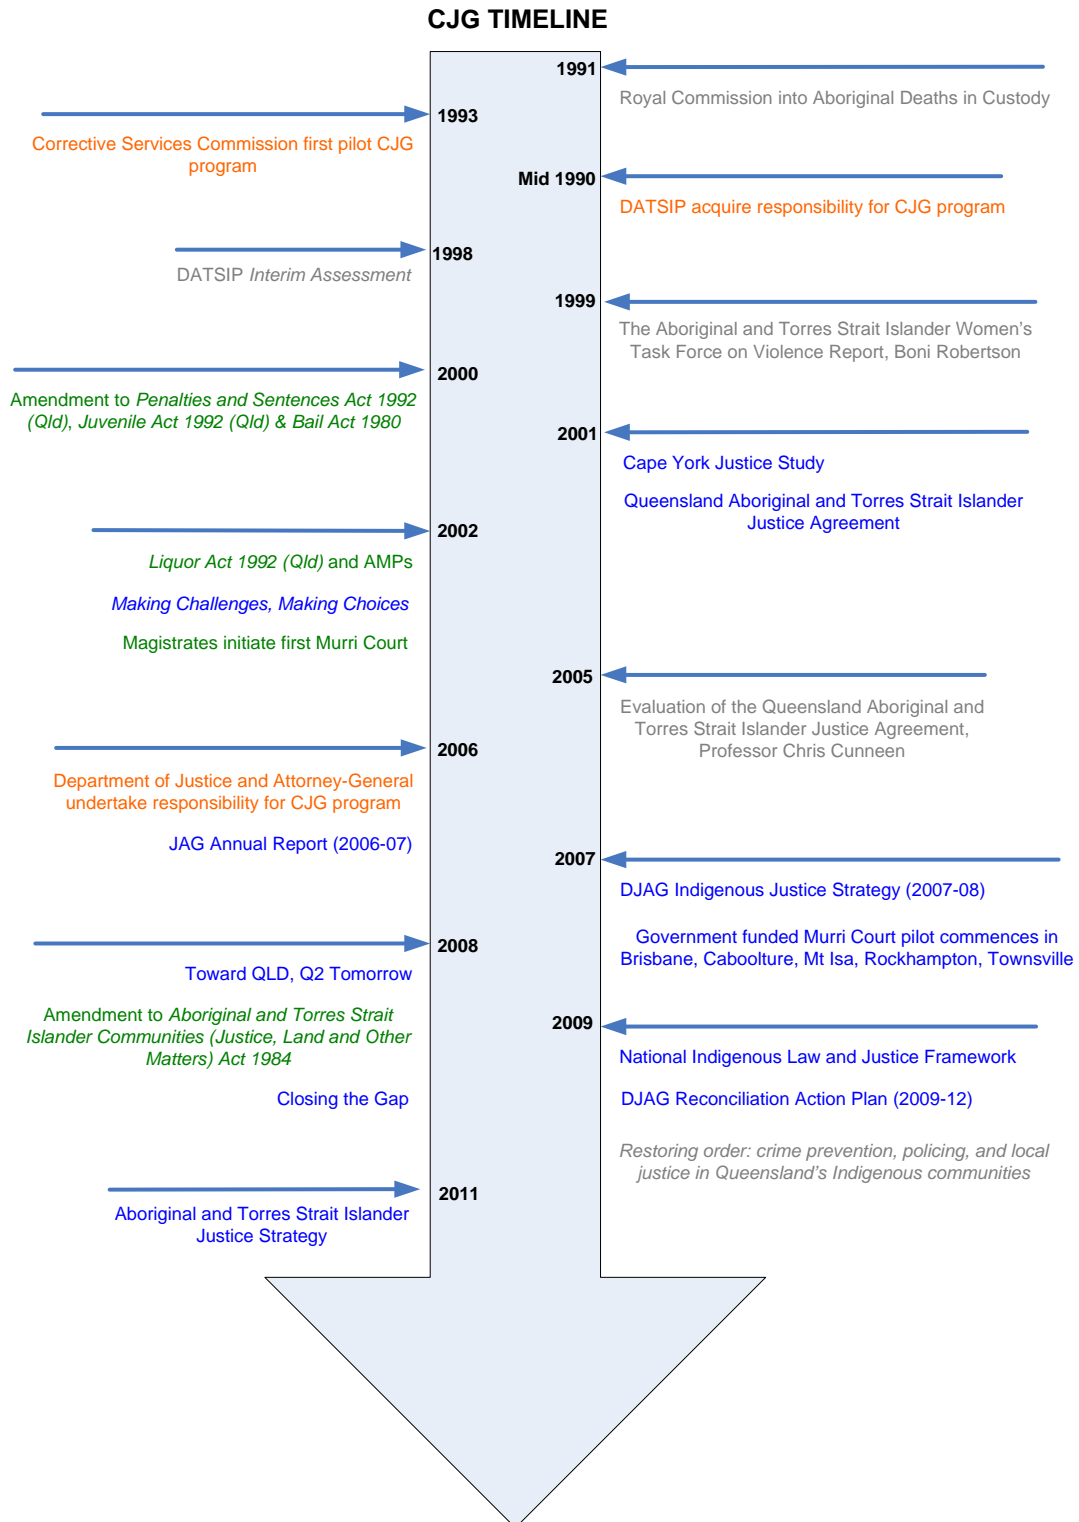 CJG TIMELINE
1991
Royal Commission into Aboriginal Deaths in Custody
1993
Corrective Services Commission first pilot CJG
program
Mid 1990
DATSIP acquire responsibility for CJG program
1998
DATSIP Interim Assessment
1999
The Aboriginal and Torres Strait Islander Women's
Task Force on Violence Report, Boni Robertson
2000
Amendment to Penalties and Sentences Act 1992
(Qld), Juvenile Act 1992 (Qld) & Bail Act 1980
2001
Cape York Justice Study
Queensland Aboriginal and Torres Strait Islander
Justice Agreement
2002
Liquor Act 1992 (Qld) and AMPs
Making Challenges, Making Choices
Magistrates initiate first Murri Court
2005
Evaluation of the Queensland Aboriginal and
Torres Strait Islander Justice Agreement,
Professor Chris Cunneen
2006
Department of Justice and Attorney-General
undertake responsibility for CJG program
JAG Annual Report (2006-07)
2007
DJAG Indigenous Justice Strategy (2007-08)
Government funded Murri Court pilot commences in
Brisbane, Caboolture, Mt Isa, Rockhampton, Townsville
2008
Toward QLD, Q2 Tomorrow
Amendment to Aboriginal and Torres Strait
Islander Communities (Justice, Land and Other
Matters) Act 1984
Closing the Gap
2009
National Indigenous Law and Justice Framework
DJAG Reconciliation Action Plan (2009-12)
Restoring order: crime prevention, policing, and local
justice in Queensland's Indigenous communities
2011
Aboriginal and Torres Strait Islander
Justice Strategy